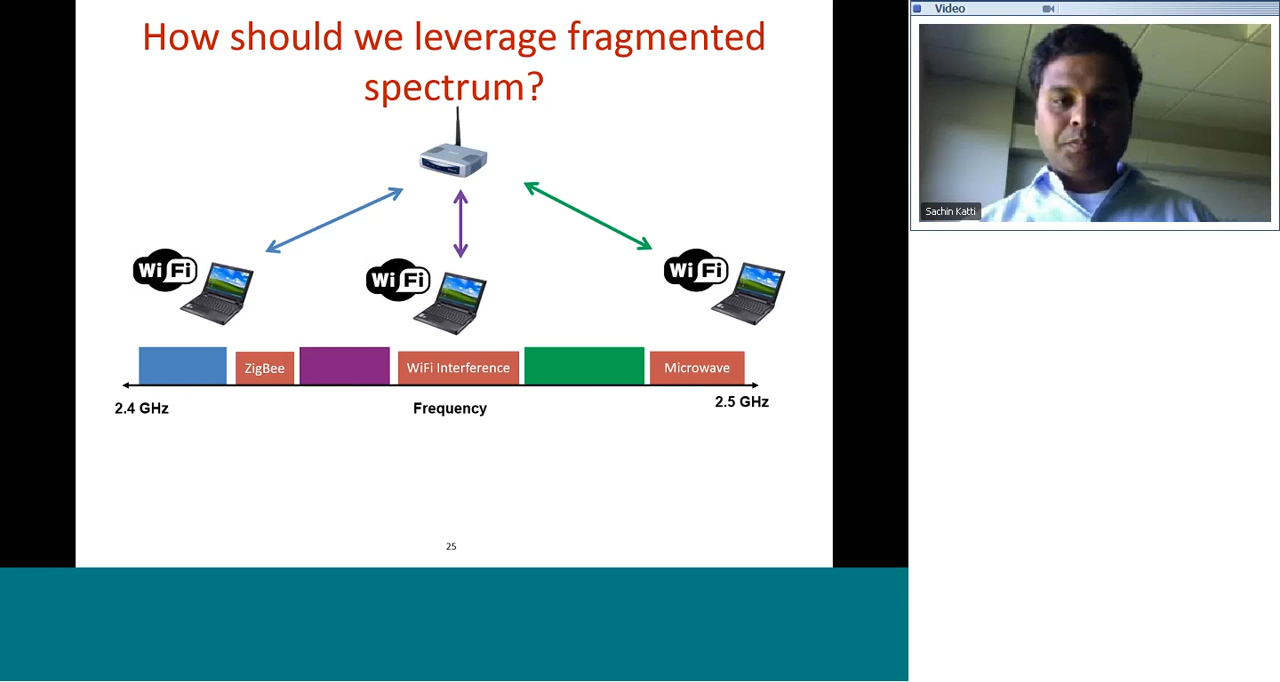 How should we leverage fragmented
spectrum?
WiFi
WiFi
WiFi
ZigBee
WiFi Interference
Microwave
2.4 GHz
Frequency
2.5 GHz
25
Video
Sachin Katti